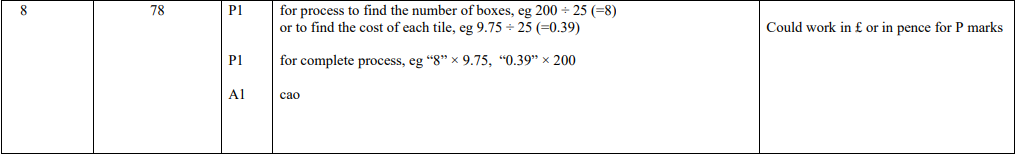 8 78 P1 for process to find the number of boxes, eg 200 ÷ 25 (=8)
or to find the cost of each tile, eg 9.75 ÷ 25 (=0.39) Could work in £ or in pence for P marks
P1 for complete process, eg “8” × 9.75, “0.39” × 200
A1 cao